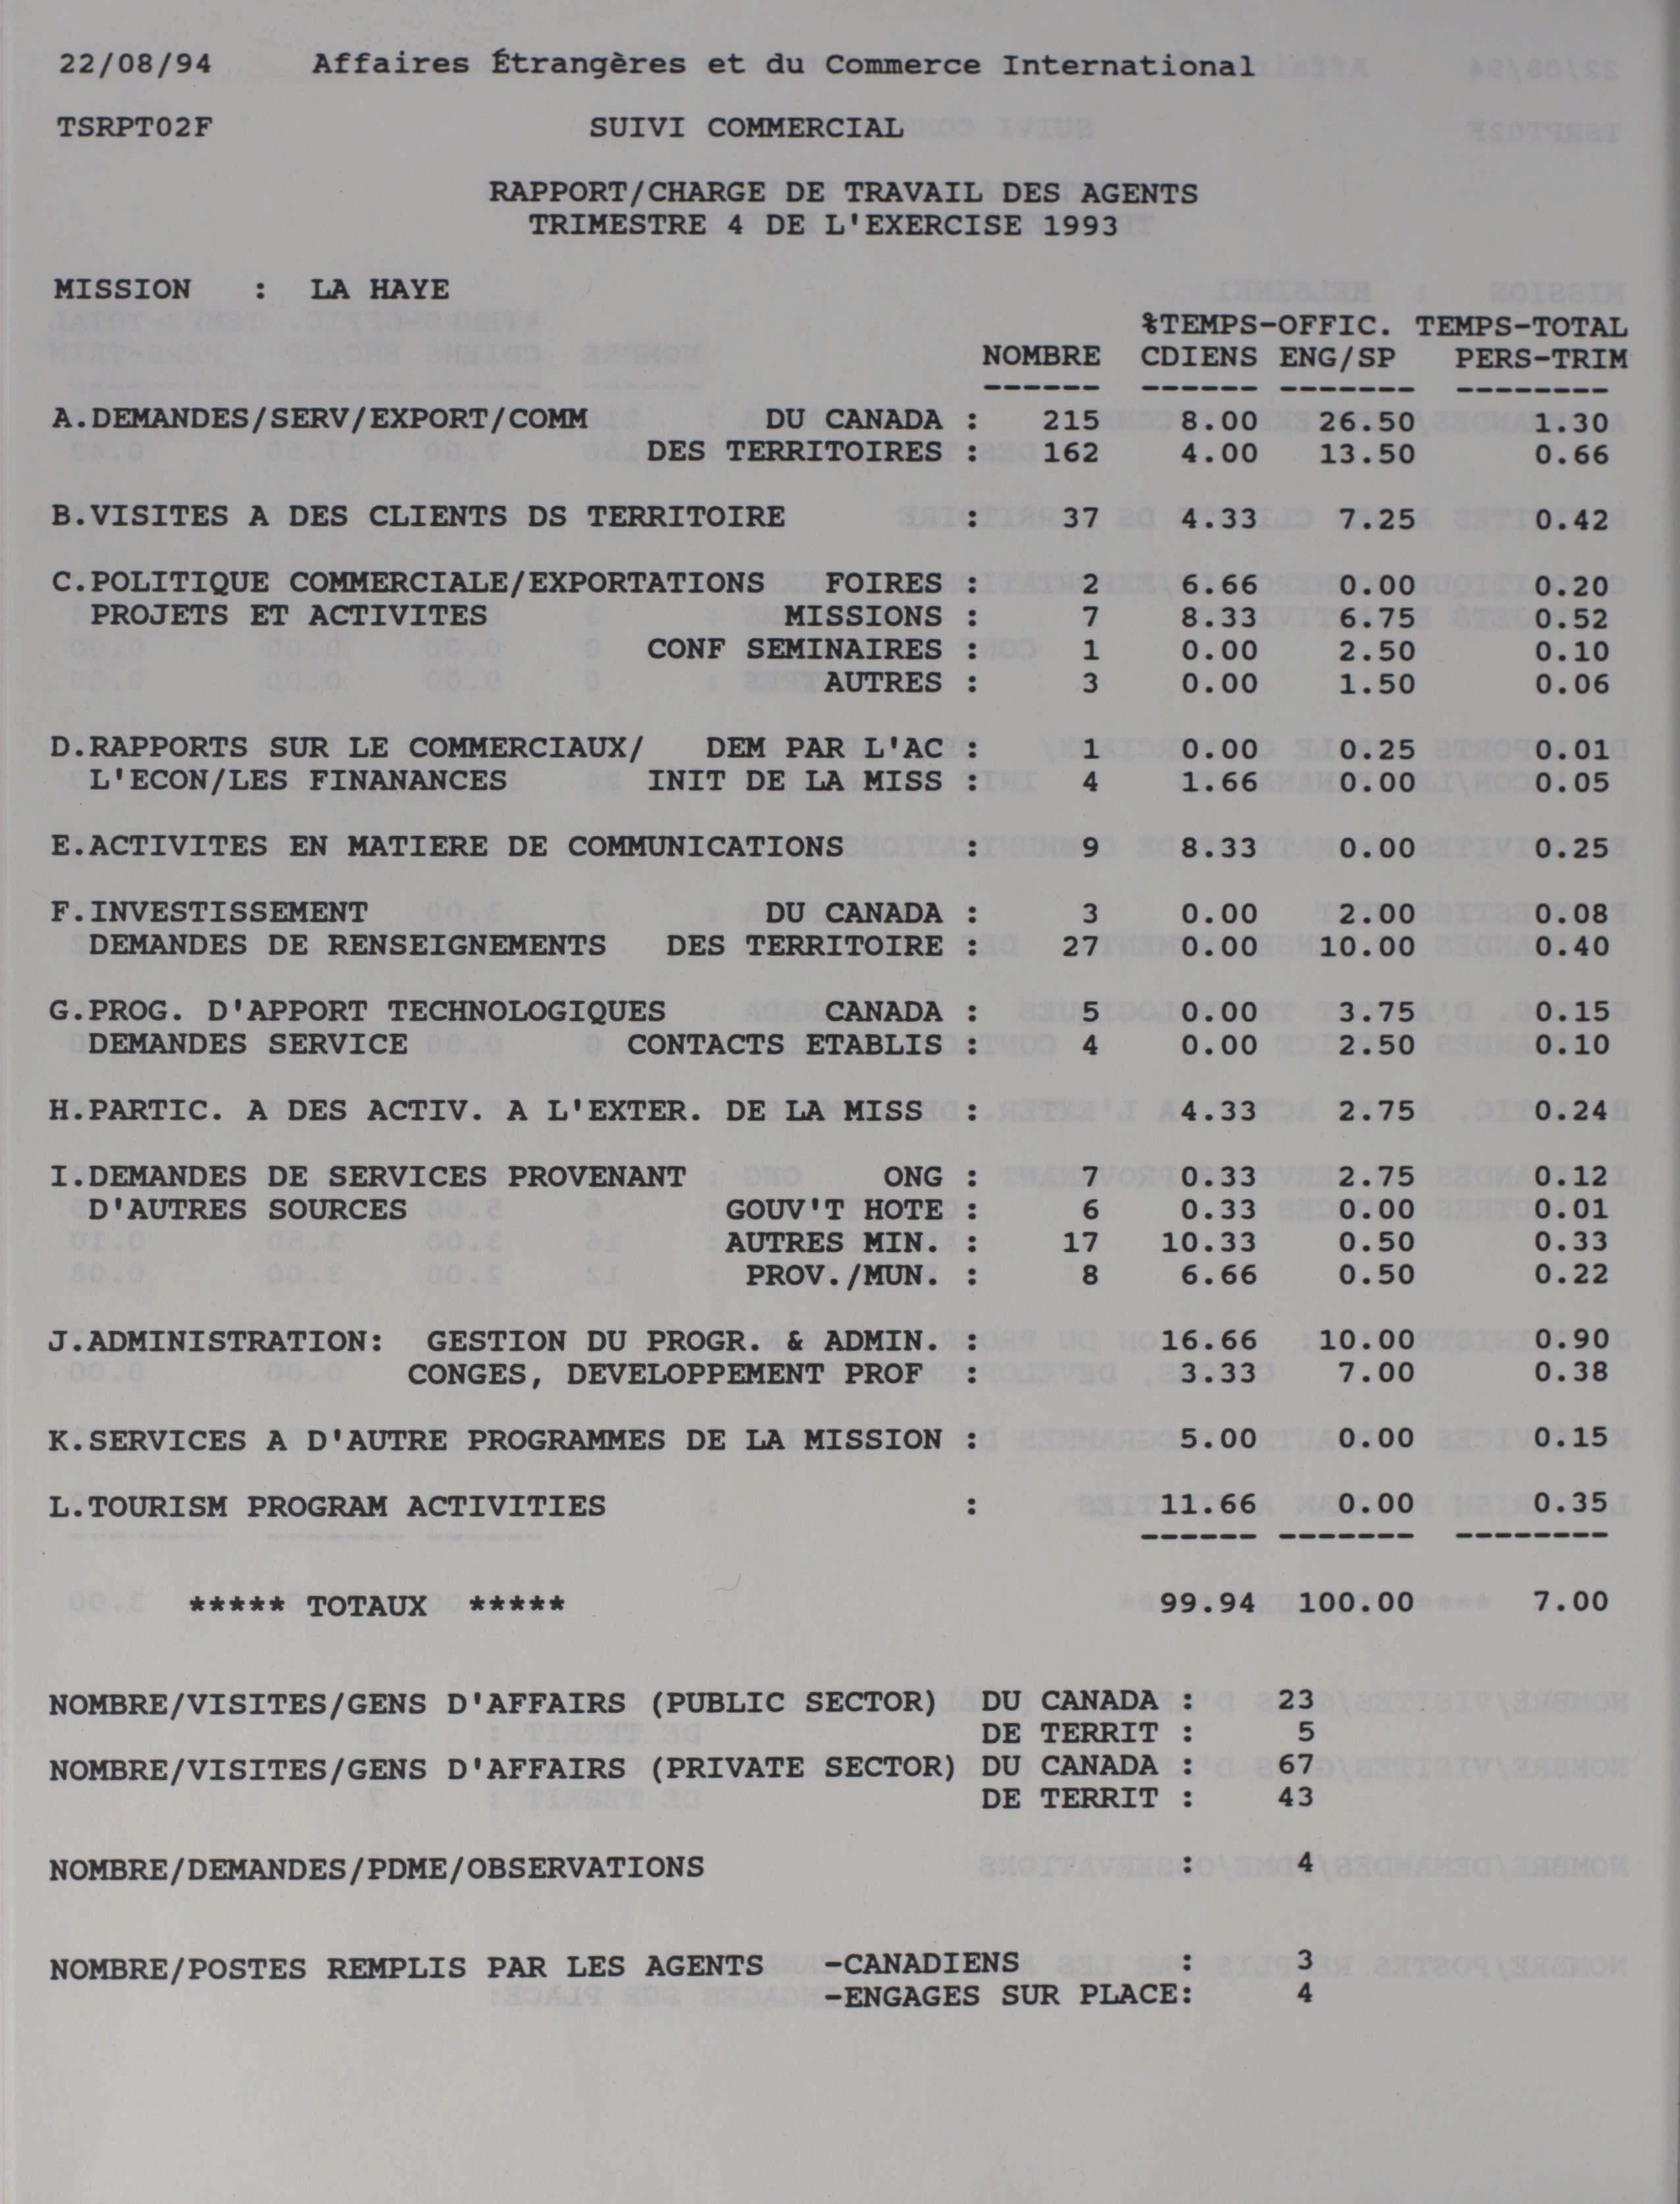 22/08/94 Affaires Étrangères et du Commerce International
TSRPT02F SUIVI COMMERCIAL
RAPPORT/CHARGE DE TRAVAIL DES AGENTS
TRIMESTRE 4 DE L'EXERCISE 1993
MISSION : LA HAYE
%TEMPS-OFFIC. TEMPS-TOTAL
NOMBRE CDIENS ENG/SP PERS-TRIM
------ ------ ------- --------
A.DEMANDES/SERV/EXPORT/COMM DU CANADA : 215 8.00 26.50 1.30
DES TERRITOIRES : 162 4.00 13.50 0.66
B.VISITES A DES CLIENTS DS TERRITOIRE : 37 4.33 7.25 0.42
C.POLITIQUE COMMERCIALE/EXPORTATIONS FOIRES : 2 6.66 0.00 0.20
PROJETS ET ACTIVITES MISSIONS : 7 8.33 6.75 0.52
CONF SEMINAIRES : 1 0.00 2.50 0.10
AUTRES : 3 0.00 1.50 0.06
D.RAPPORTS SUR LE COMMERCIAUX/ DEM PAR L'AC : 1 0.00 0.25 0.01
L'ECON/LES FINANANCES INIT DE LA MISS : 4 1.66 0.00 0.05
E.ACTIVITES EN MATIERE DE COMMUNICATIONS : 9 8.33 0.00 0.25
F.INVESTISSEMENT DU CANADA : 3 0.00 2.00 0.08
DEMANDES DE RENSEIGNEMENTS DES TERRITOIRE : 27 0.00 10.00 0.40
G.PROG. D'APPORT TECHNOLOGIQUES CANADA : 5 0.00 3.75 0.15
DEMANDES SERVICE CONTACTS ETABLIS : 4 0.00 2.50 0.10
H.PARTIC. A DES ACTIV. A L'EXTER. DE LA MISS : 4.33 2.75 0.24
I.DEMANDES DE SERVICES PROVENANT ONG : 7 0.33 2.75 0.12
D'AUTRES SOURCES GOUV'T HOTE : 6 0.33 0.00 0.01
AUTRES MIN. : 17 10.33 0.50 0.33
PROV./MUN. : 8 6.66 0.50 0.22
J.ADMINISTRATION: GESTION DU PROGR. & ADMIN. : 16.66 10.00 0.90
CONGES, DEVELOPPEMENT PROF : 3.33 7.00 0.38
K.SERVICES A D'AUTRE PROGRAMMES DE LA MISSION : 5.00 0.00 0.15
L.TOURISM PROGRAM ACTIVITIES : 11.66 0.00 0.35
------ ------- --------
***** TOTAUX ***** 99.94 100.00 7.00
NOMBRE/VISITES/GENS D'AFFAIRS (PUBLIC SECTOR) DU CANADA : 23
DE TERRIT : 5
NOMBRE/VISITES/GENS D'AFFAIRS (PRIVATE SECTOR) DU CANADA : 67
DE TERRIT : 43
NOMBRE/DEMANDES/PDME/OBSERVATIONS : 4
NOMBRE/POSTES REMPLIS PAR LES AGENTS -CANADIENS : 3
-ENGAGES SUR PLACE: 4